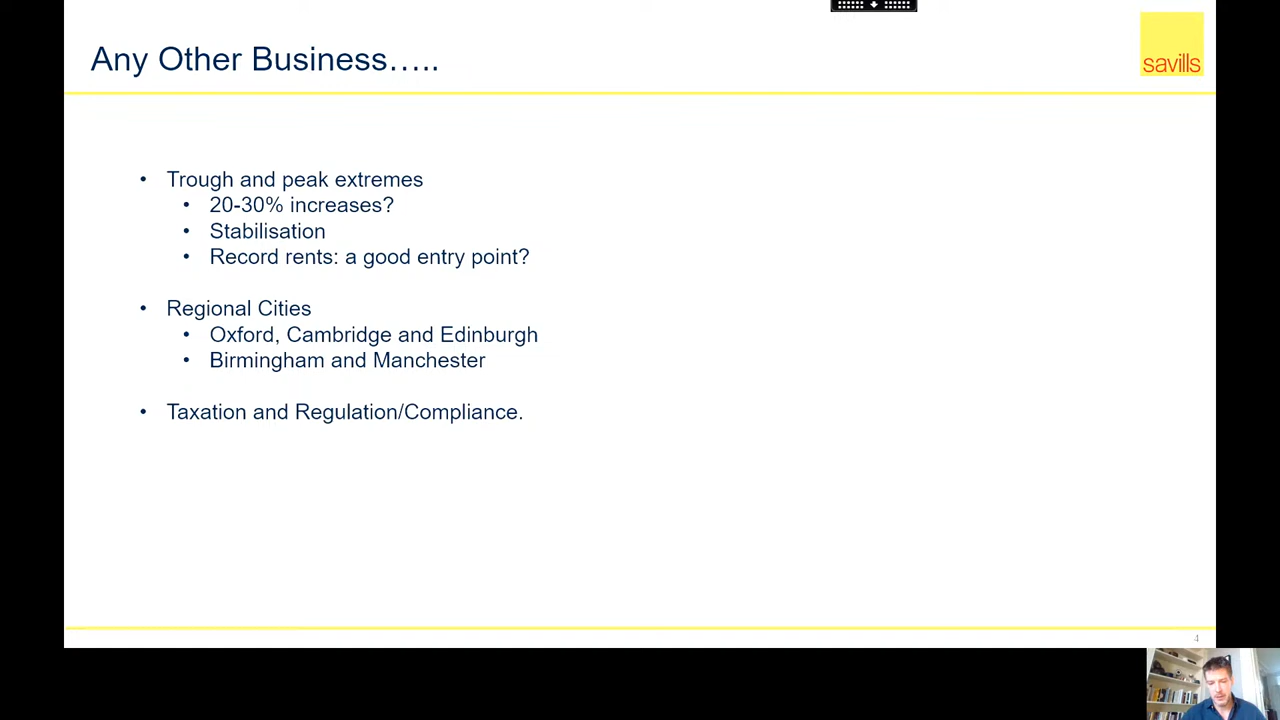 Any Other Business…..
savills
• Trough and peak extremes
• 20-30% increases?
• Stabilisation
• Record rents: a good entry point?
• Regional Cities
• Oxford, Cambridge and Edinburgh
• Birmingham and Manchester
• Taxation and Regulation/Compliance.
4